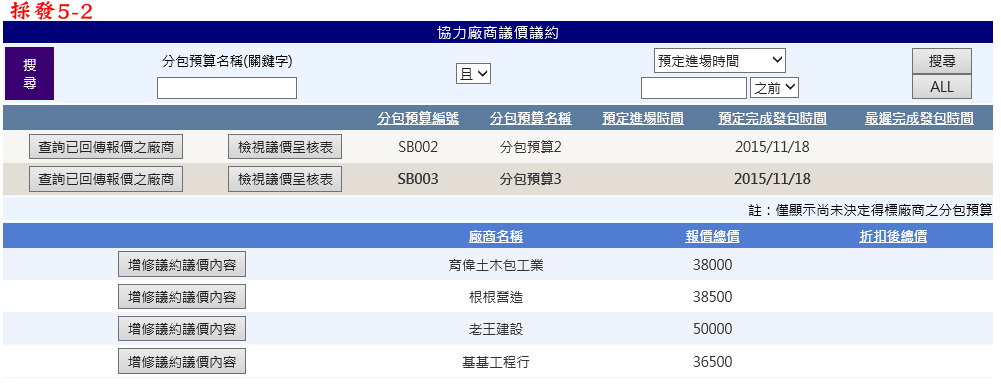 採發5-2
協力廠商議價議約
搜尋
分包預算名稱(關鍵字)
且
預定進場時間
之前
搜尋
ALL
分包預算編號 分包預算名稱 預定進場時間 預定完成發包時間 最遲完成發包時間
查詢已回傳報價之廠商 檢視議價呈核表 SB002 分包預算2 2015/11/18
查詢已回傳報價之廠商 檢視議價呈核表 SB003 分包預算3 2015/11/18
註：僅顯示尚未決定得標廠商之分包預算
廠商名稱 報價總價 折扣後總價
增修議約議價內容 育偉土木包工業 38000
增修議約議價內容 根根營造 38500
增修議約議價內容 老王建設 50000
增修議約議價內容 基基工程行 36500